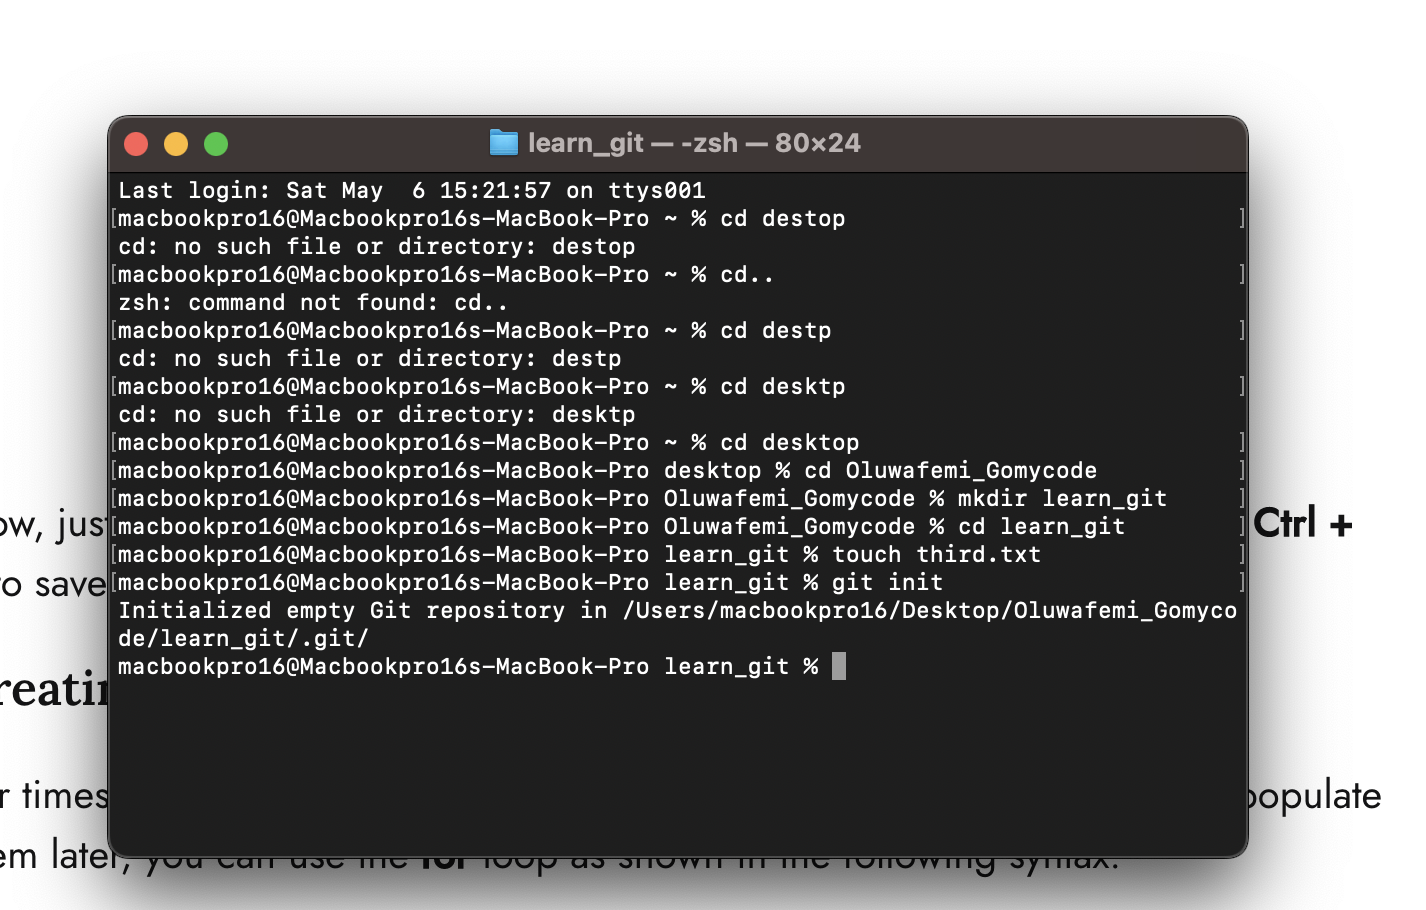 learn_git — -zsh — 80×24
Last login: Sat May  6 15:21:57 on ttys001
[macbookpro16@Macbookpro16s-MacBook-Pro ~ % cd destop ]
cd: no such file or directory: destop
[macbookpro16@Macbookpro16s-MacBook-Pro ~ % cd.. ]
zsh: command not found: cd..
[macbookpro16@Macbookpro16s-MacBook-Pro ~ % cd destp ]
cd: no such file or directory: destp
[macbookpro16@Macbookpro16s-MacBook-Pro ~ % cd desktp ]
cd: no such file or directory: desktp
[macbookpro16@Macbookpro16s-MacBook-Pro ~ % cd desktop ]
[macbookpro16@Macbookpro16s-MacBook-Pro desktop % cd Oluwafemi_Gomycode ]
[macbookpro16@Macbookpro16s-MacBook-Pro Oluwafemi_Gomycode % mkdir learn_git ]
[macbookpro16@Macbookpro16s-MacBook-Pro Oluwafemi_Gomycode % cd learn_git ]
[macbookpro16@Macbookpro16s-MacBook-Pro learn_git % touch third.txt ]
[macbookpro16@Macbookpro16s-MacBook-Pro learn_git % git init ]
Initialized empty Git repository in /Users/macbookpro16/Desktop/Oluwafemi_Gomyco
de/learn_git/.git/
macbookpro16@Macbookpro16s-MacBook-Pro learn_git %
ow, just Ctrl +
to save
reatin
r times populate
em later, you can use the for loop as shown in the following syntax: